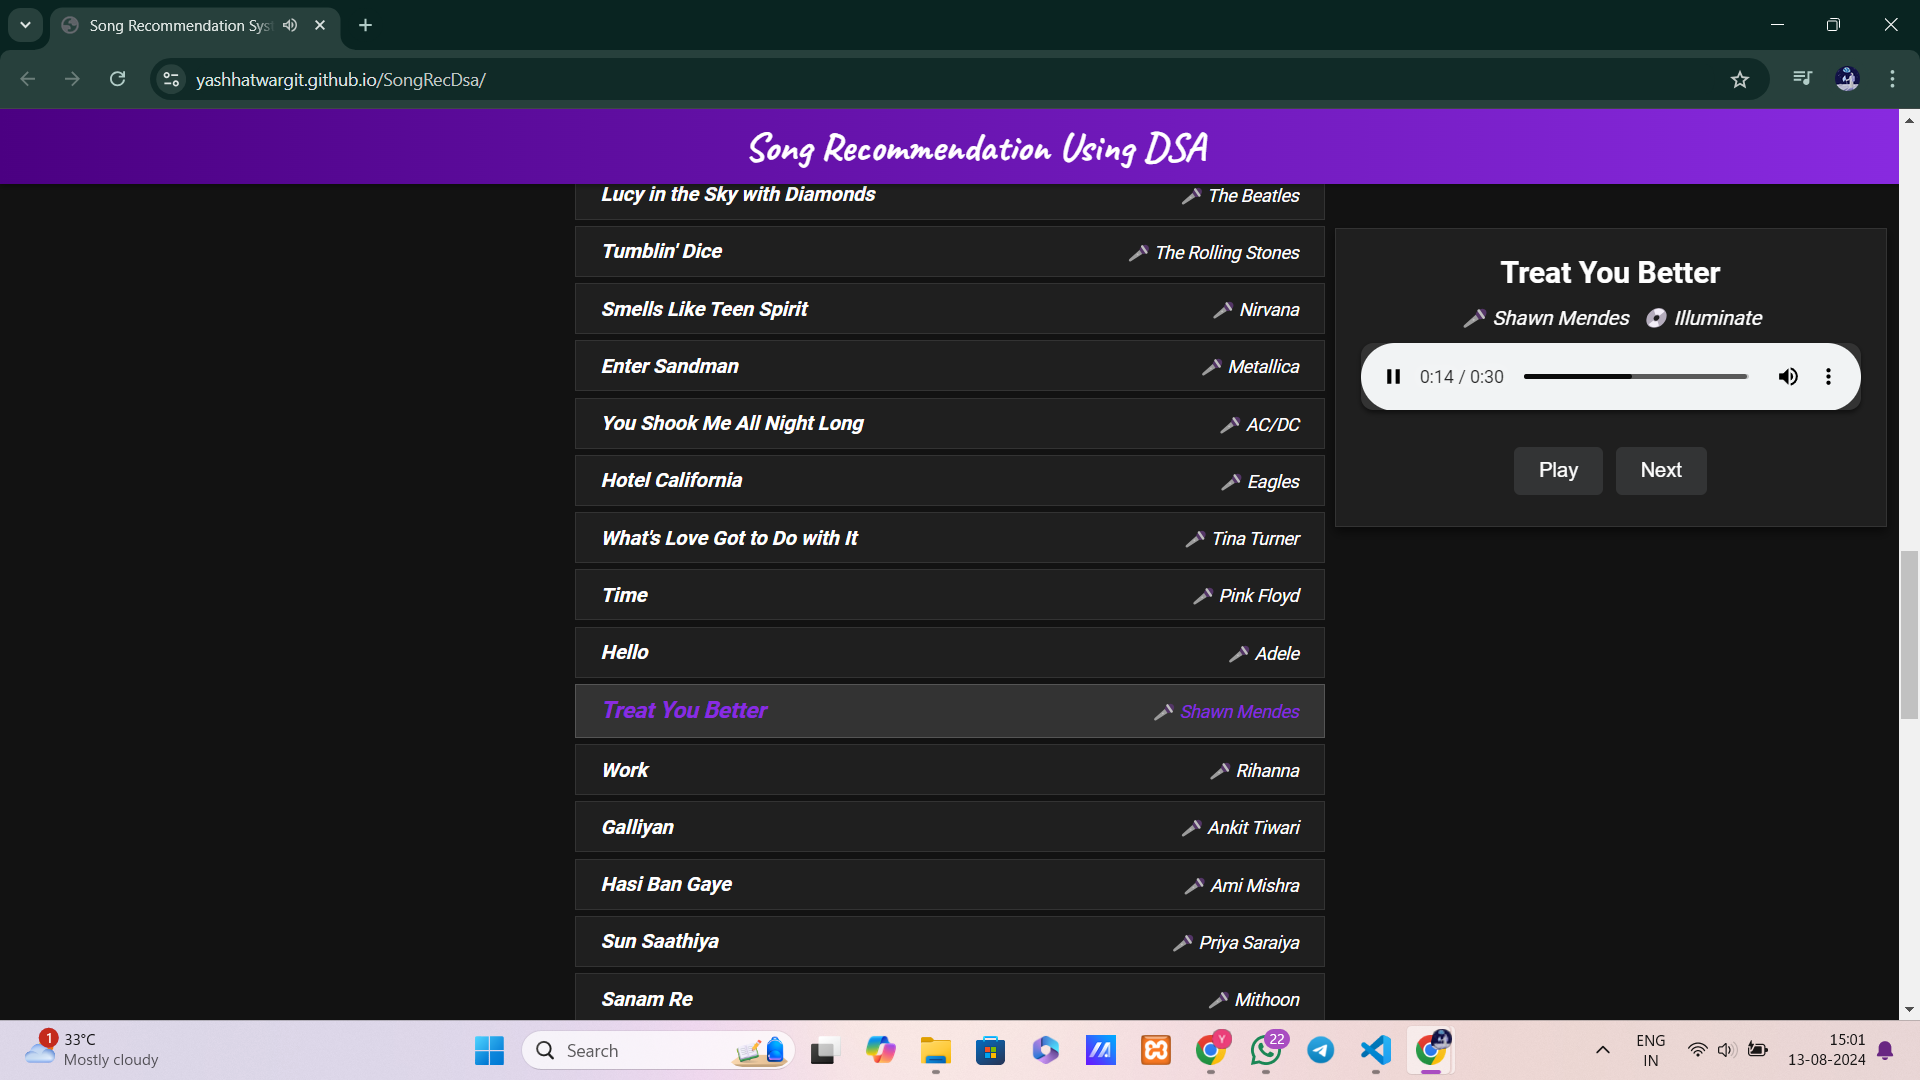 Song Recommendation Sys
yashhatwargit.github.io/SongRecDsa/
Song Recommendation Using DSA
Lucy in the Sky with Diamonds The Beatles
Tumblin' Dice The Rolling Stones
Smells Like Teen Spirit Nirvana
Enter Sandman Metallica
You Shook Me All Night Long AC/DC
Hotel California Eagles
What's Love Got to Do with It Tina Turner
Time Pink Floyd
Hello Adele
Treat You Better Shawn Mendes
Work Rihanna
Galliyan Ankit Tiwari
Hasi Ban Gaye Ami Mishra
Sun Saathiya Priya Saraiya
Sanam Re Mithoon
Treat You Better
Shawn Mendes Illuminate
0:14 / 0:30
Play Next
1
33°C
Mostly cloudy
Search
Y
22
ENG
IN
15:01
13-08-2024